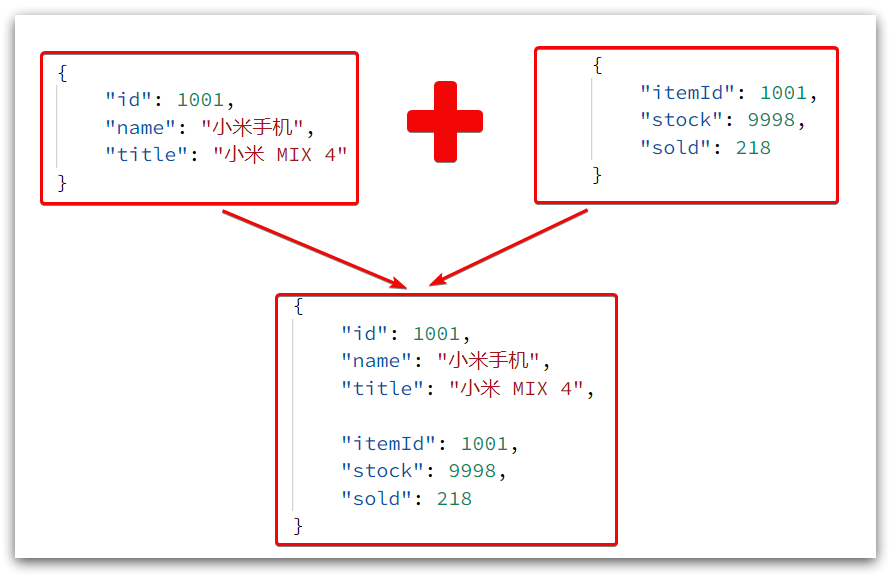 {
    "id": 1001,
    "name": "小米手机",
    "title": "小米 MIX 4"
}
{
    "itemId": 1001,
    "stock": 9998,
    "sold": 218
}
{
    "id": 1001,
    "name": "小米手机",
    "title": "小米 MIX 4",
    "itemId": 1001,
    "stock": 9998,
    "sold": 218
}